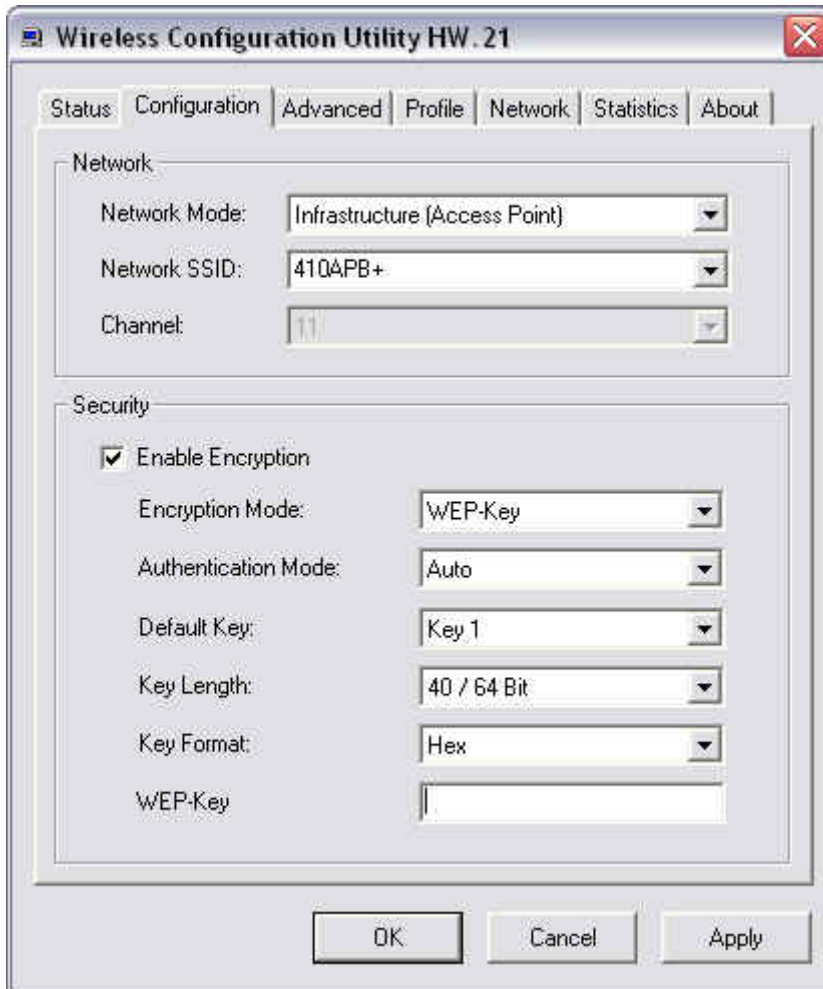 Wireless Configuration Utility HW.21
Status Configuration Advanced Profile Network Statistics About
Network
Network Mode: Infrastructure (Access Point)
Network SSID: 410APB+
Channel: 11
Security
Enable Encryption
Encryption Mode: WEP-Key
Authentication Mode: Auto
Default Key: Key 1
Key Length: 40 / 64 Bit
Key Format: Hex
WEP-Key
OK Cancel Apply